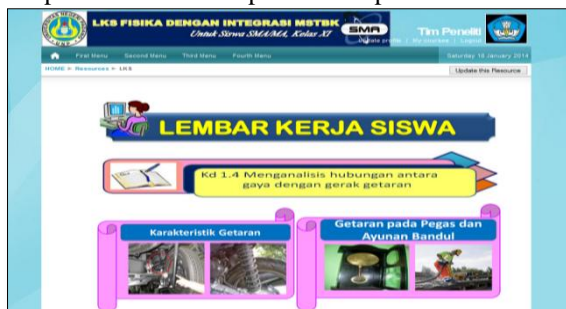 LKS FISIKA DENGAN INTEGRASI MSTBK
Untuk Siswa SMA/MA, Kelas XI
SMA
Tim Peneliti
Update profile | My courses | Logout
First Menu Second Menu Third Menu Fourth Menu
Saturday 18 January 2014
HOME ► Resources ► LKS
Update this Resource
LEMBAR KERJA SISWA
Kd 1.4 Menganalisis hubungan antara
gaya dengan gerak getaran
Karakteristik Getaran
Getaran pada Pegas dan
Ayunan Bandul